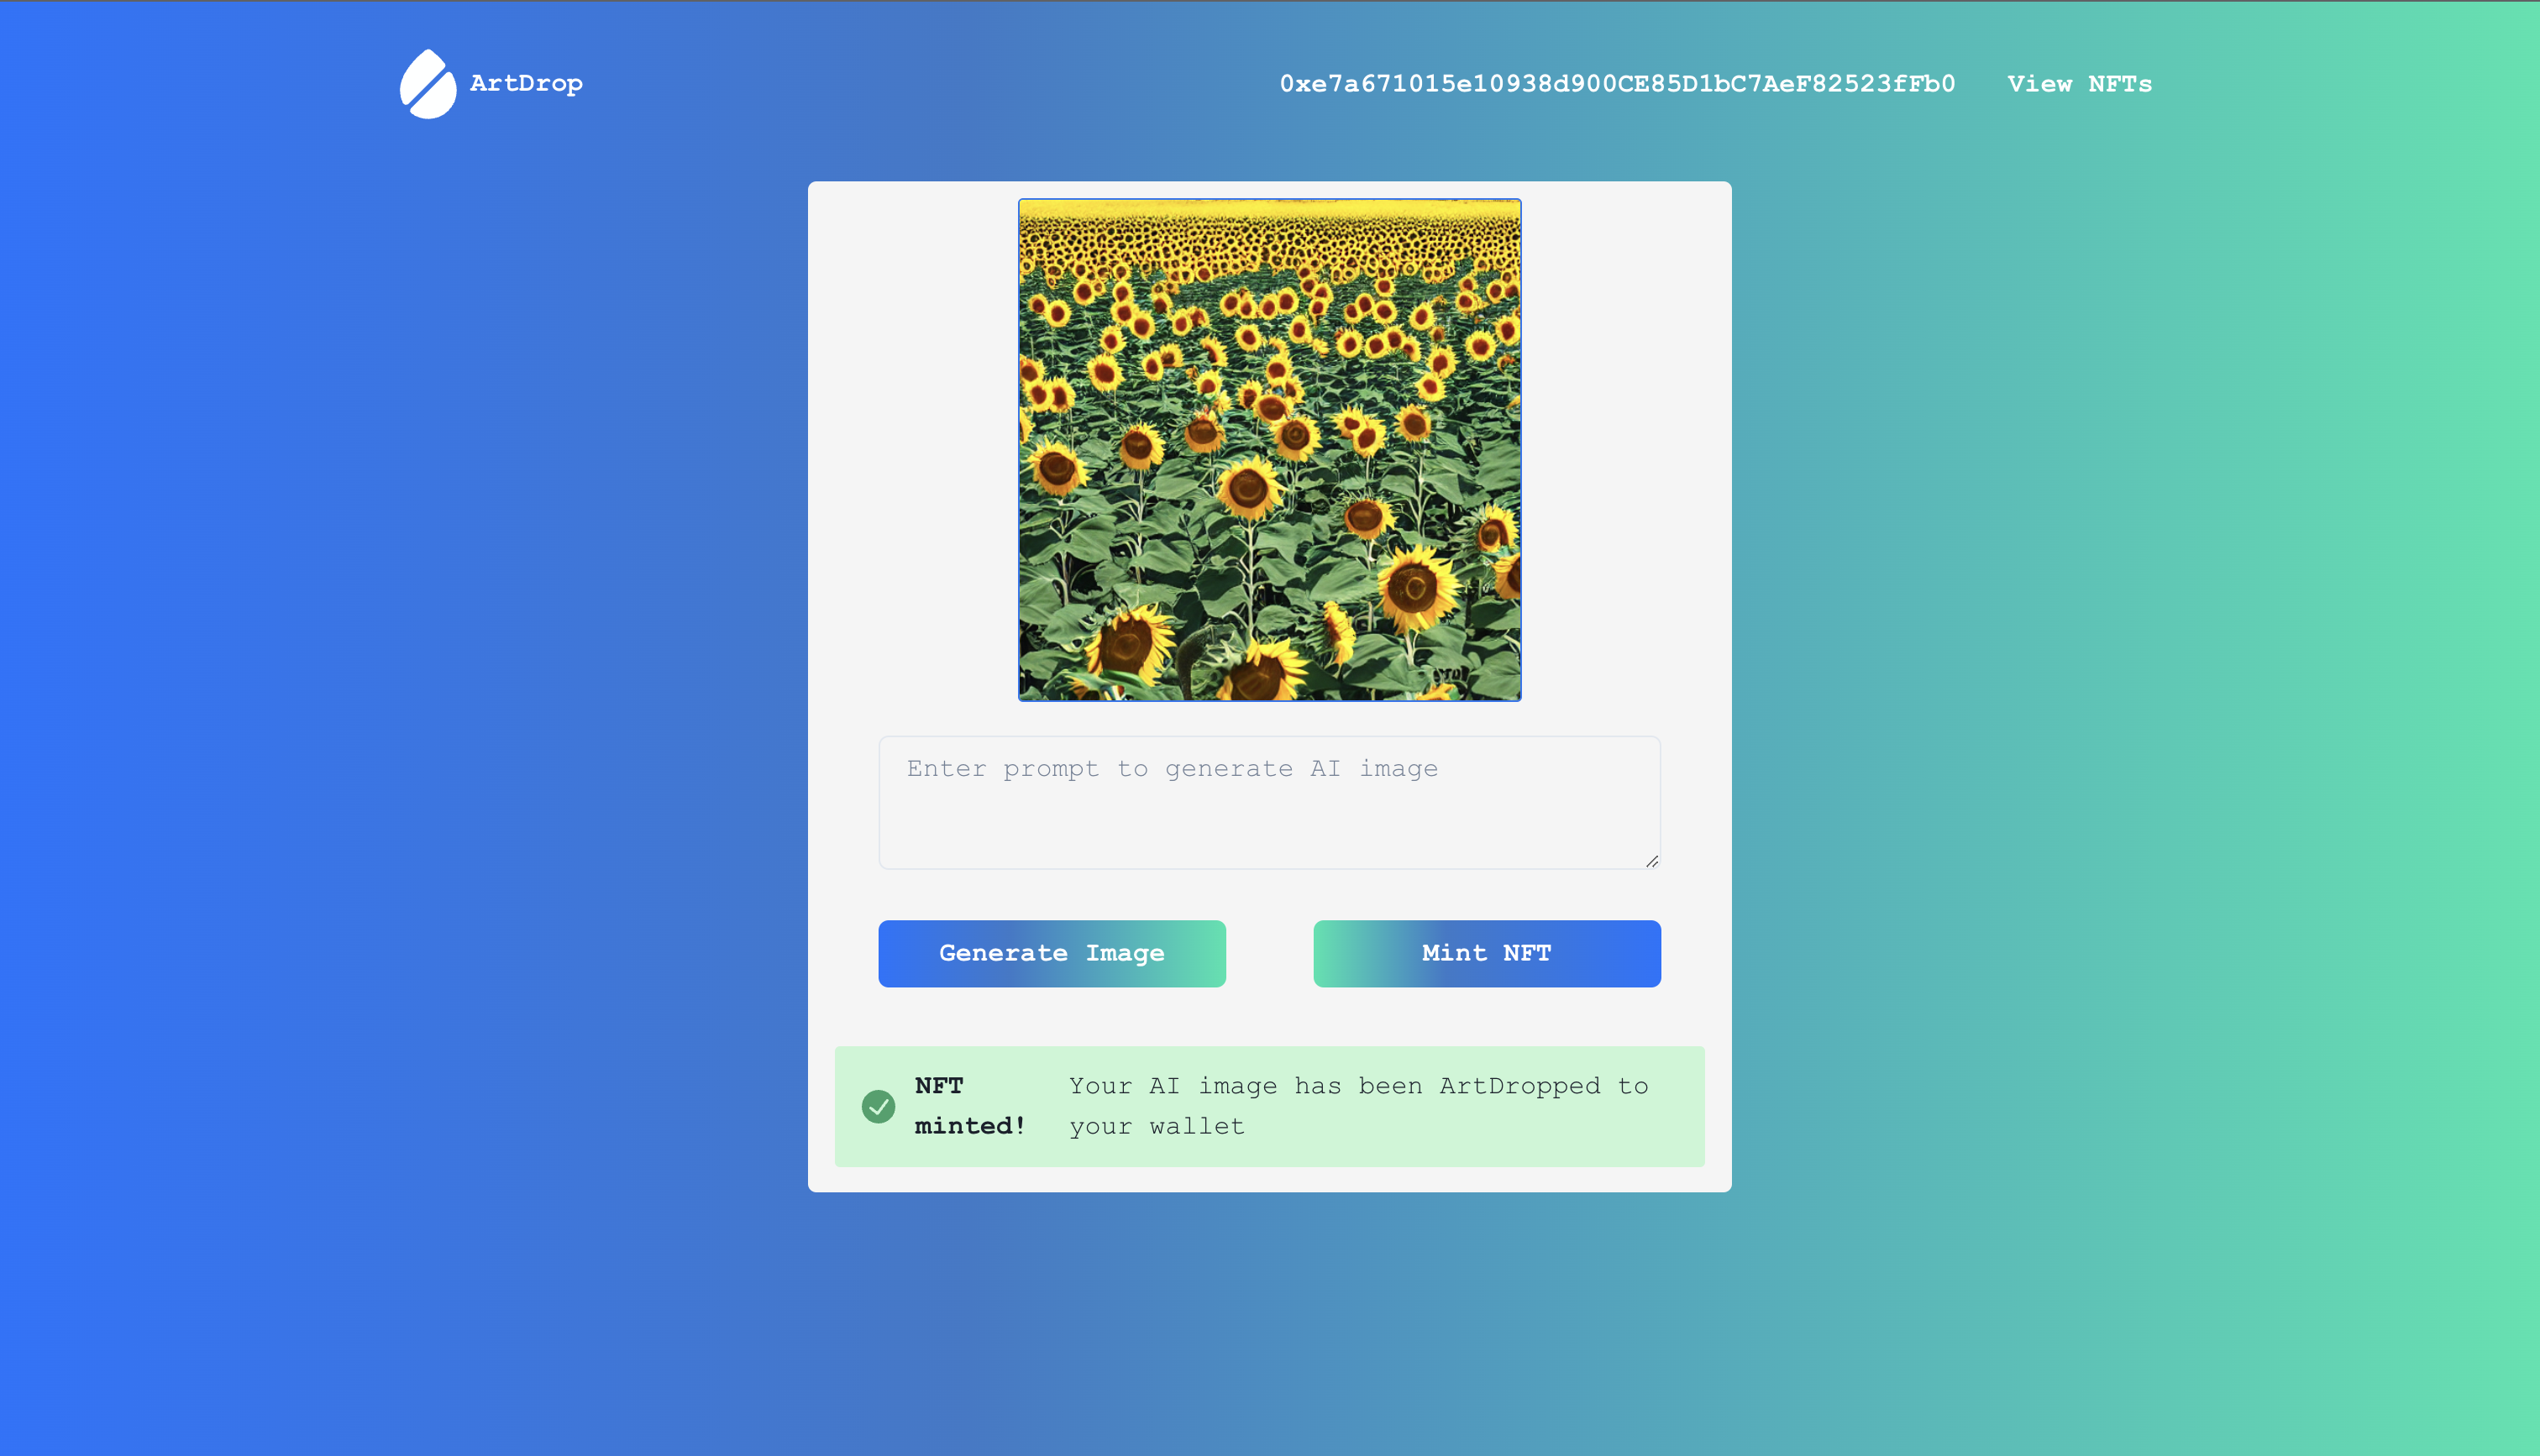 ArtDrop
0xe7a671015e10938d900CE85D1bC7AeF82523fFb0
View NFTs
Enter prompt to generate AI image
Generate Image
Mint NFT
NFT minted!
Your AI image has been ArtDropped to
your wallet